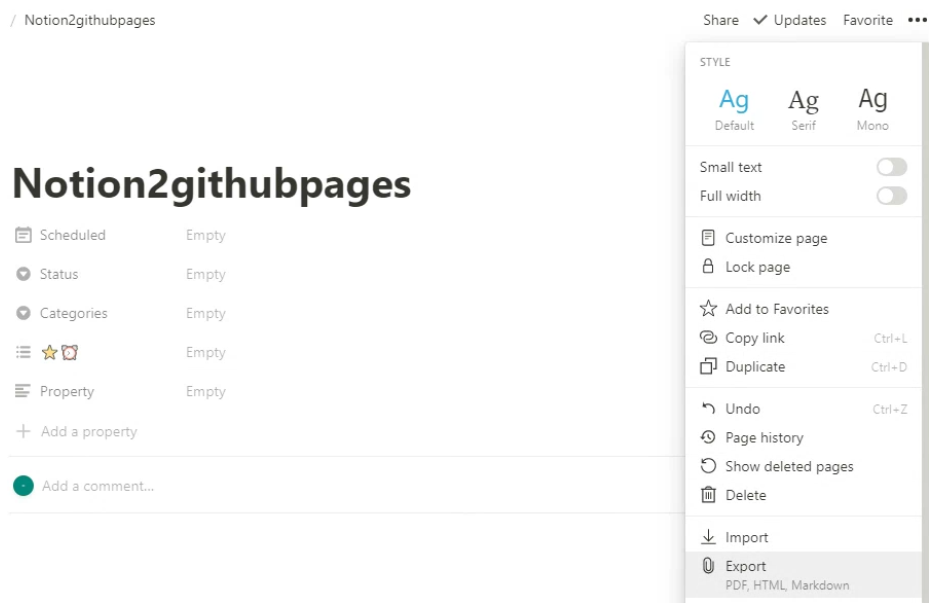 / Notion2githubpages
Share ✓ Updates Favorite •••
STYLE
Ag Ag Ag
Default Serif Mono
Small text
Full width
Notion2githubpages
Scheduled Empty
Status Empty
Categories Empty
⭐⏰ Empty
Property Empty
+ Add a property
Add a comment...
Customize page
Lock page
Add to Favorites
Copy link Ctrl+L
Duplicate Ctrl+D
Undo Ctrl+Z
Page history
Show deleted pages
Delete
Import
Export
PDF, HTML, Markdown